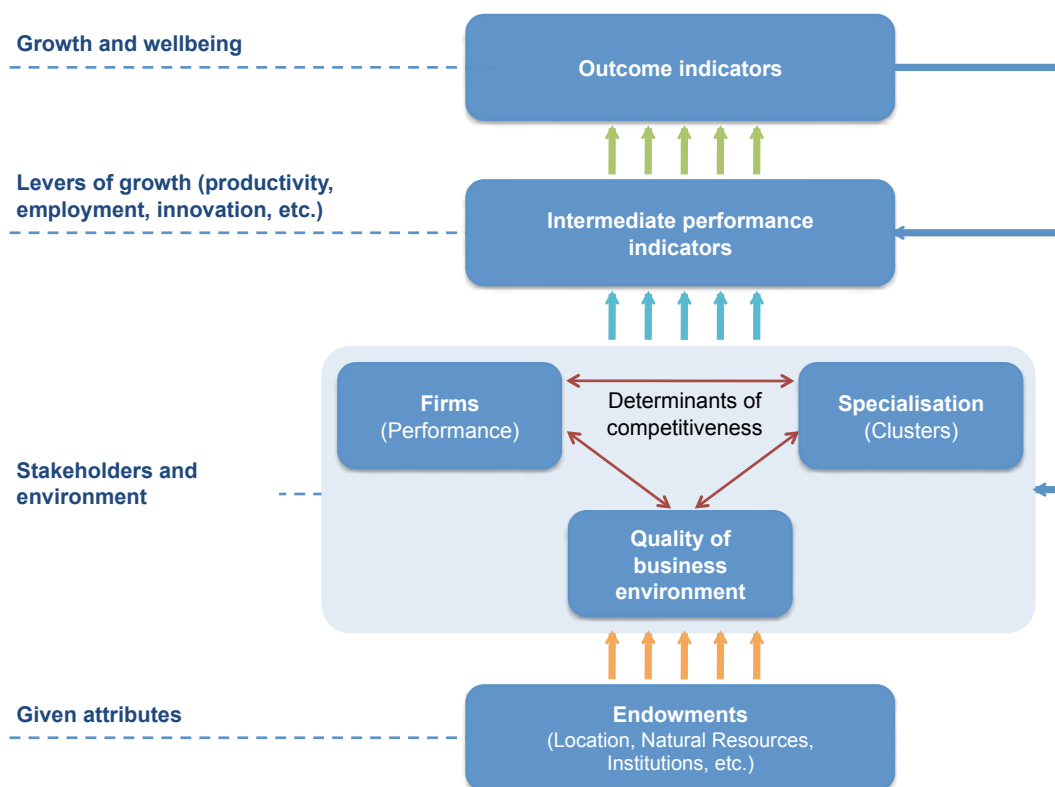 Growth and wellbeing
Outcome indicators
Levers of growth (productivity,
employment, innovation, etc.)
Intermediate performance
indicators
Firms
(Performance)
Determinants of
competitiveness
Specialisation
(Clusters)
Stakeholders and
environment
Quality of
business
environment
Given attributes
Endowments
(Location, Natural Resources,
Institutions, etc.)